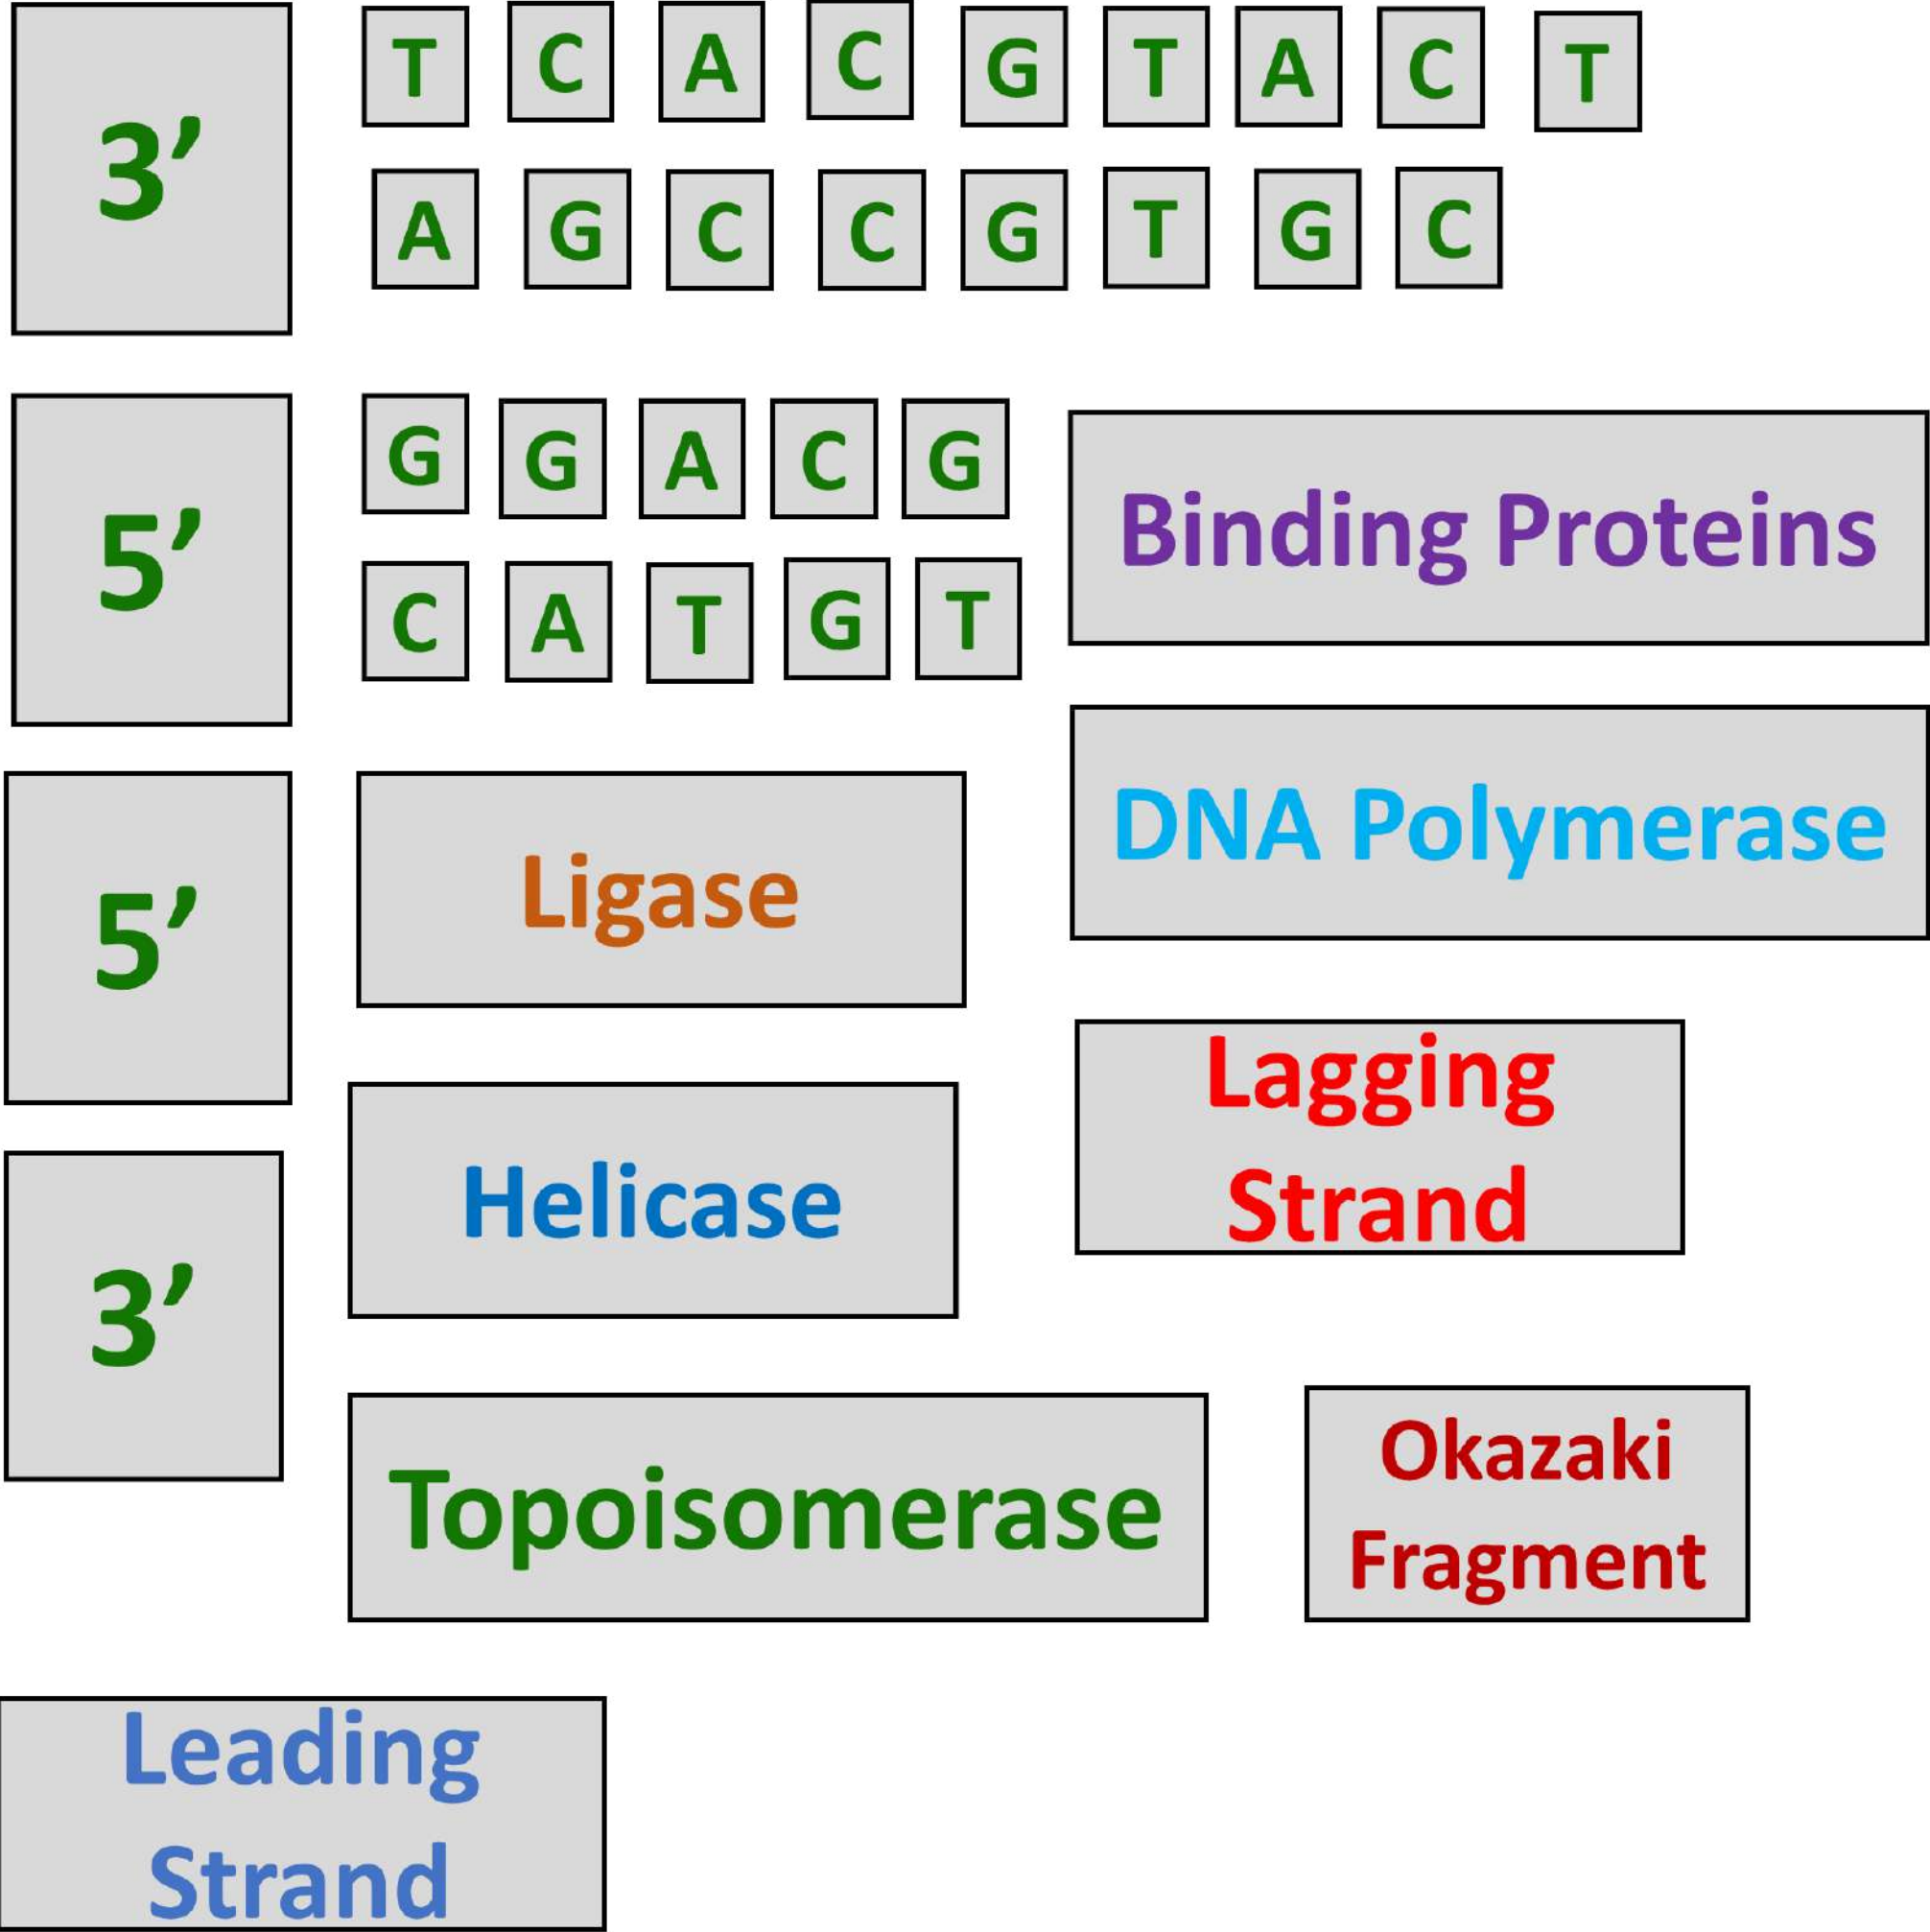 3’
T C A C G T A C T
A G C C G T G C
5’
G G A C G
C A T G T
Binding Proteins
DNA Polymerase
5’
Ligase
Lagging
Strand
3’
Helicase
Topoisomerase
Okazaki
Fragment
Leading
Strand